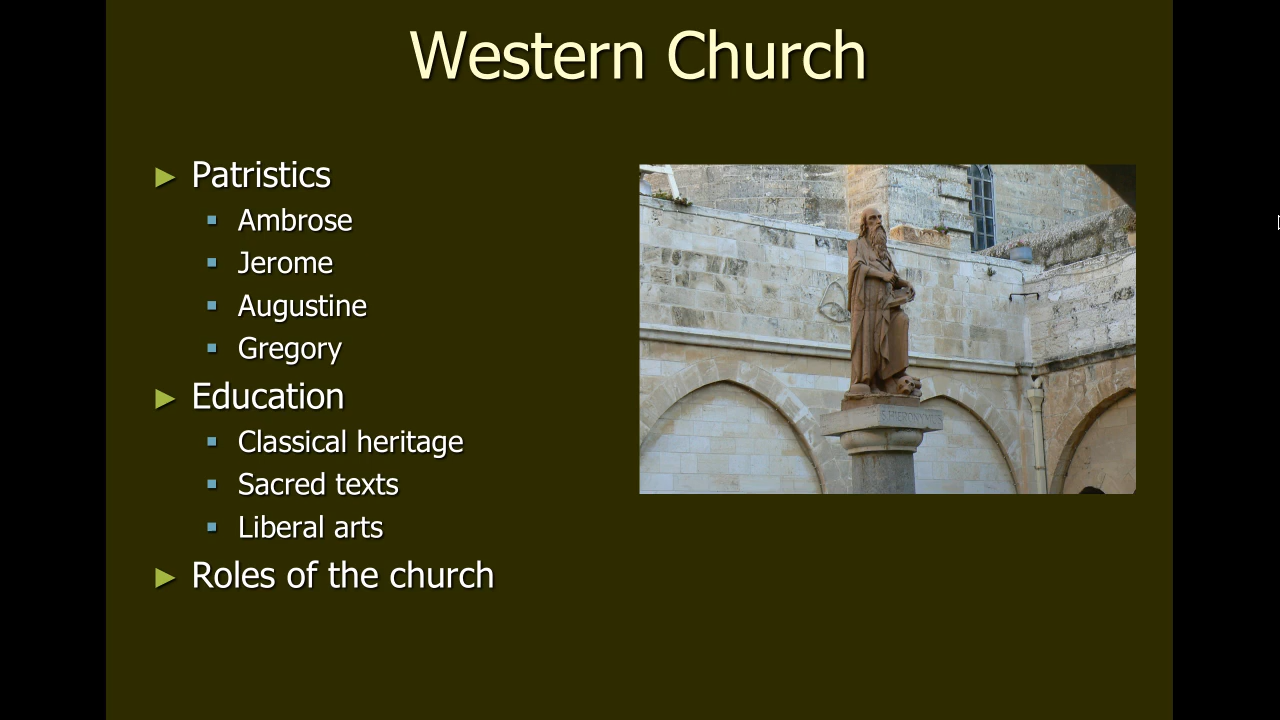 Western Church
Patristics
Ambrose
Jerome
Augustine
Gregory
Education
Classical heritage
Sacred texts
Liberal arts
Roles of the church